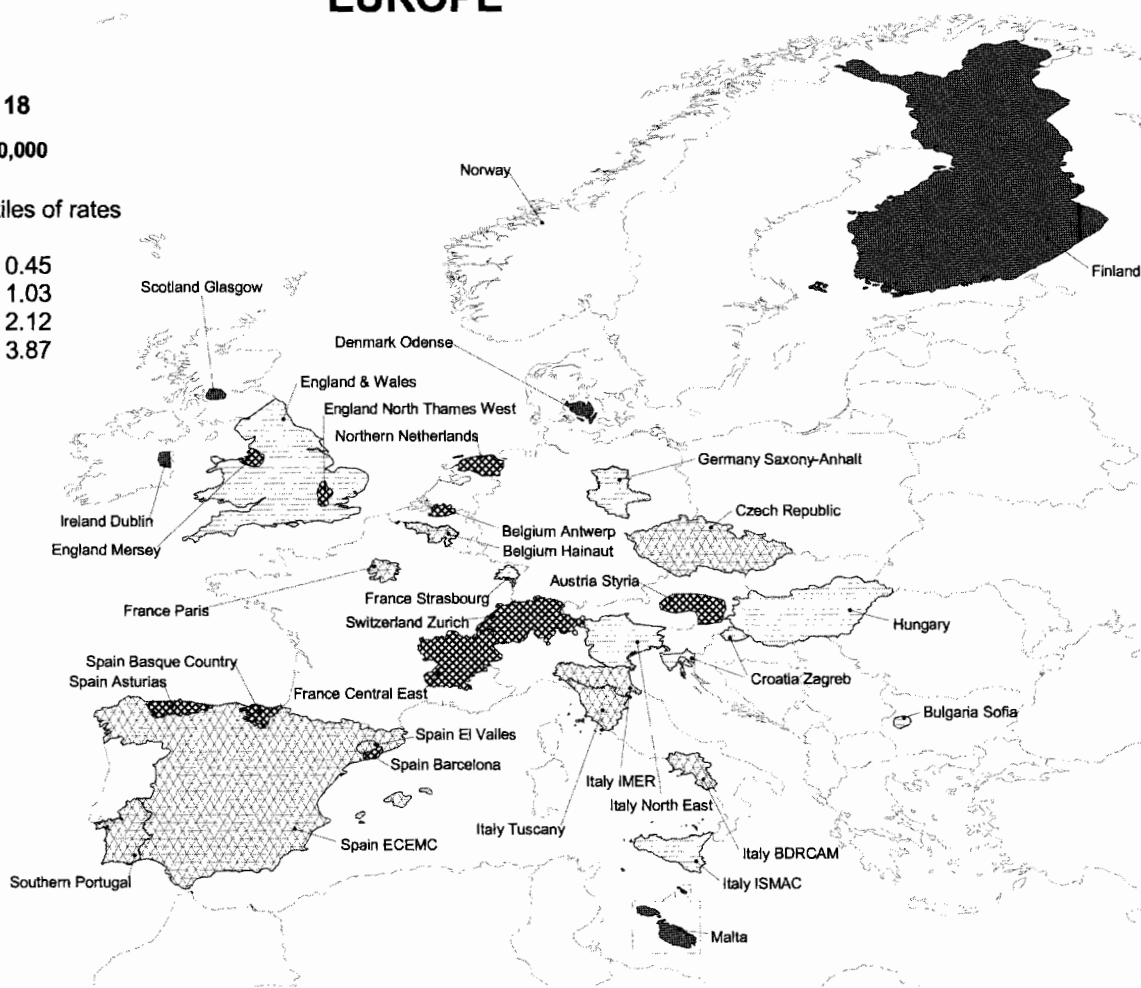 EUROPE
18
0,000
iles of rates
0.45
1.03
2.12
3.87
Norway
Finland
Scotland Glasgow
Denmark Odense
England & Wales
England North Thames West
Northern Netherlands
Germany Saxony-Anhalt
Czech Republic
Ireland Dublin
England Mersey
Belgium Antwerp
Belgium Hainaut
Austria Styria
France Paris
France Strasbourg
Switzerland Zurich
Hungary
Spain Basque Country
Spain Asturias
France Central East
Croatia Zagreb
Bulgaria Sofia
Spain El Valles
Spain Barcelona
Italy IMER
Italy North East
Italy Tuscany
Spain ECEMC
Italy BDRCAM
Southern Portugal
Italy ISMAC
Malta